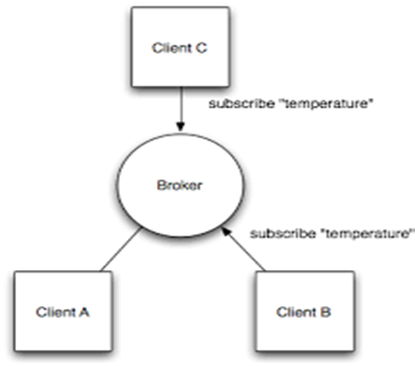 Client C
subscribe "temperature"
Broker
subscribe "temperature"
Client A
Client B